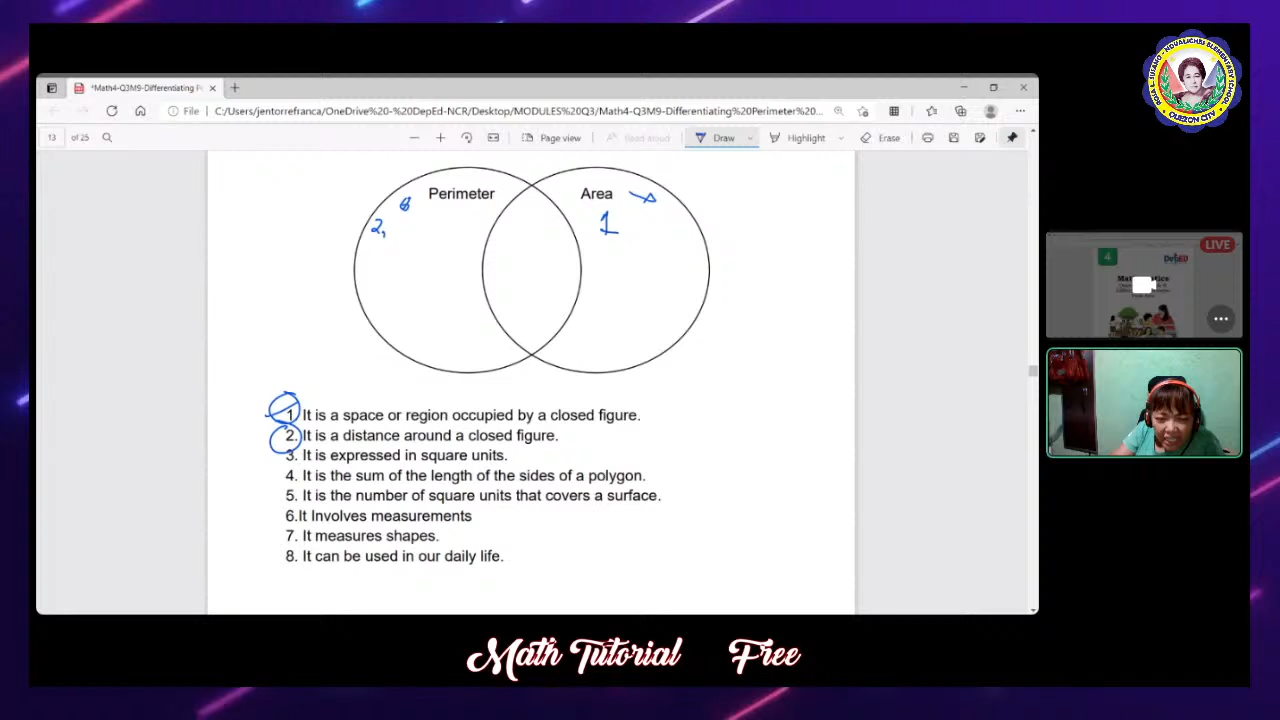 *Math4-Q3M9-Differentiating P
File
C:/Users/jentorrefranca/OneDrive%20-%20DepEd-NCR/Desktop/MODULES%20Q3/Math4-Q3M9-Differentiating%20Perimeter%20...
13 of 25
Page view
Read aloud
Draw
Highlight
Erase
Perimeter
Area
2,
1
1. It is a space or region occupied by a closed figure.
2. It is a distance around a closed figure.
3. It is expressed in square units.
4. It is the sum of the length of the sides of a polygon.
5. It is the number of square units that covers a surface.
6.It Involves measurements
7. It measures shapes.
8. It can be used in our daily life.
LIVE
4
DepED
QUEZON CITY
Math Tutorial Free